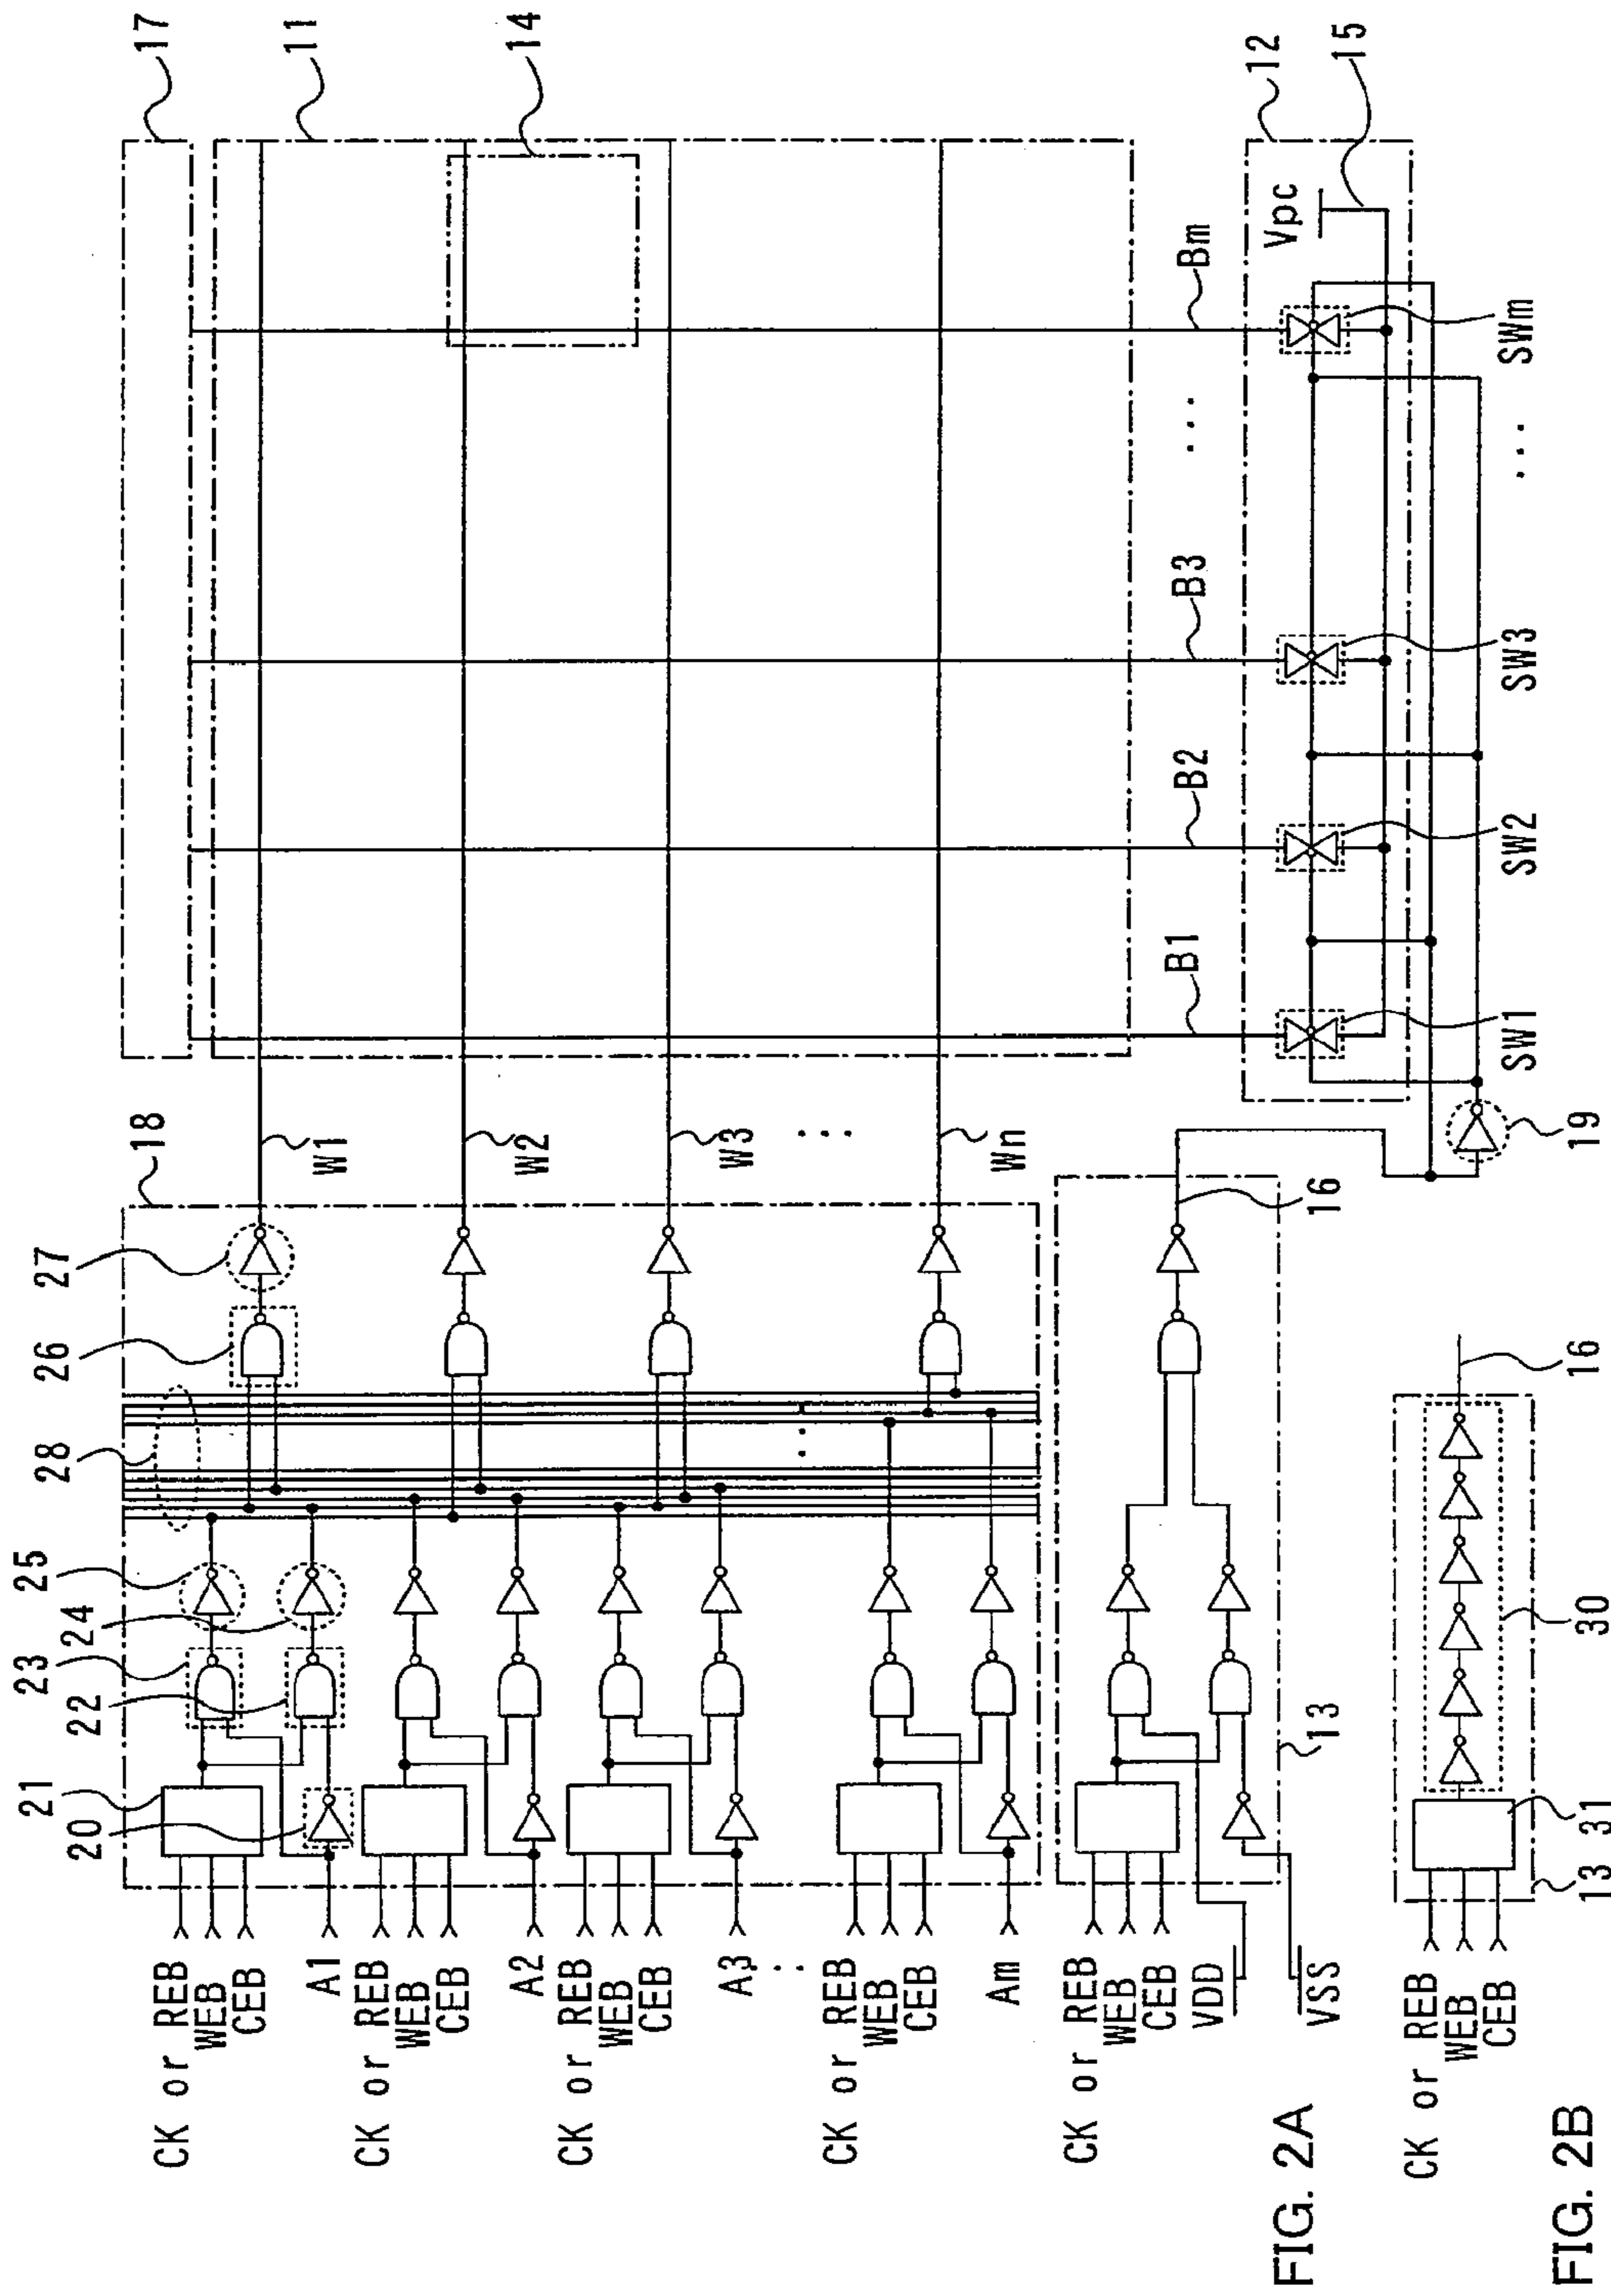 17
11
14
12
15
Vpc
Bm
B3
B2
B1
...
SWm
...
SW3
SW2
SW1
19
18
W1
W2
W3
...
Wn
16
27
26
28
25
24
23
22
21
20
13
CK or REB
WEB
CEB
A1
CK or REB
WEB
CEB
A2
CK or REB
WEB
CEB
A3
...
CK or REB
WEB
CEB
Am
CK or REB
WEB
CEB
VDD
VSS
FIG. 2A
16
30
31
13
CK or REB
WEB
CEB
FIG. 2B